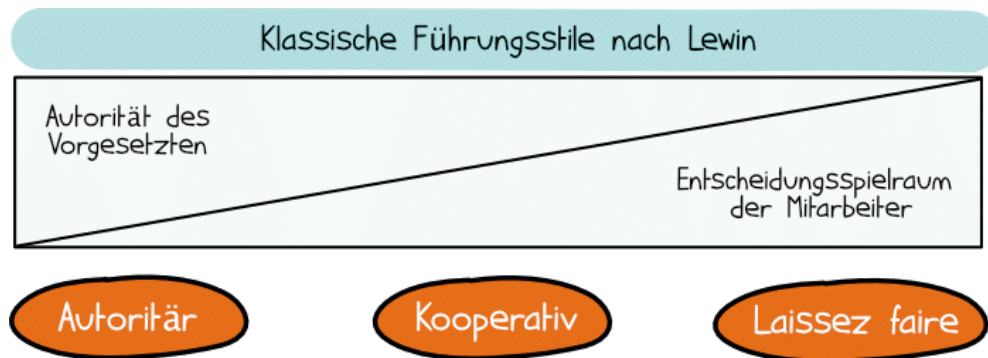 Klassische Führungsstile nach Lewin
Autorität des
Vorgesetzten
Entscheidungsspielraum
der Mitarbeiter
Autoritär
Kooperativ
Laissez faire